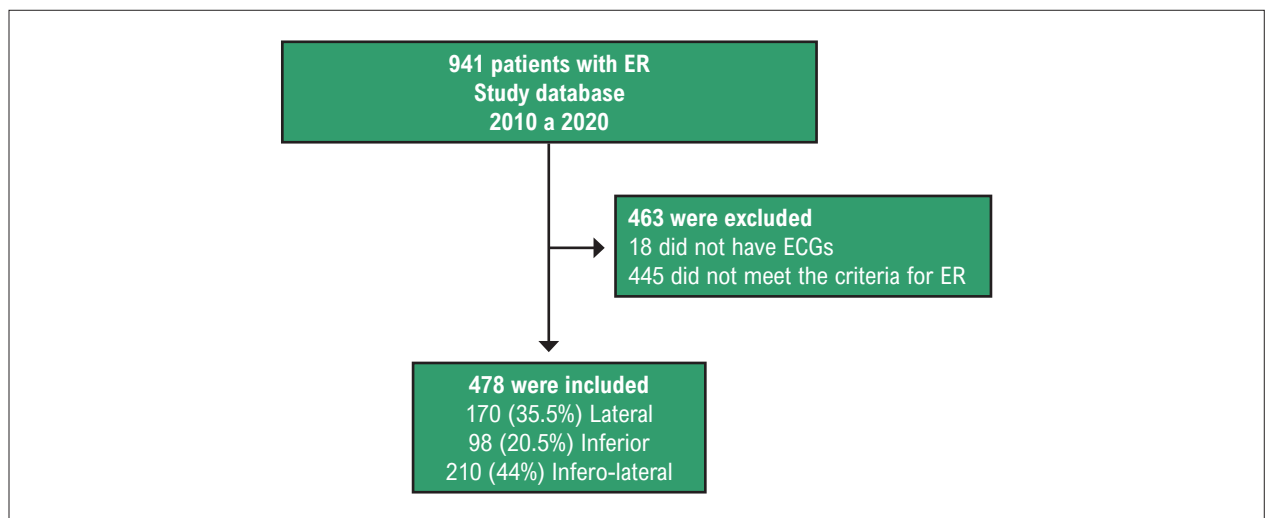 941 patients with ER
Study database
2010 a 2020
463 were excluded
18 did not have ECGs
445 did not meet the criteria for ER
478 were included
170 (35.5%) Lateral
98 (20.5%) Inferior
210 (44%) Infero-lateral